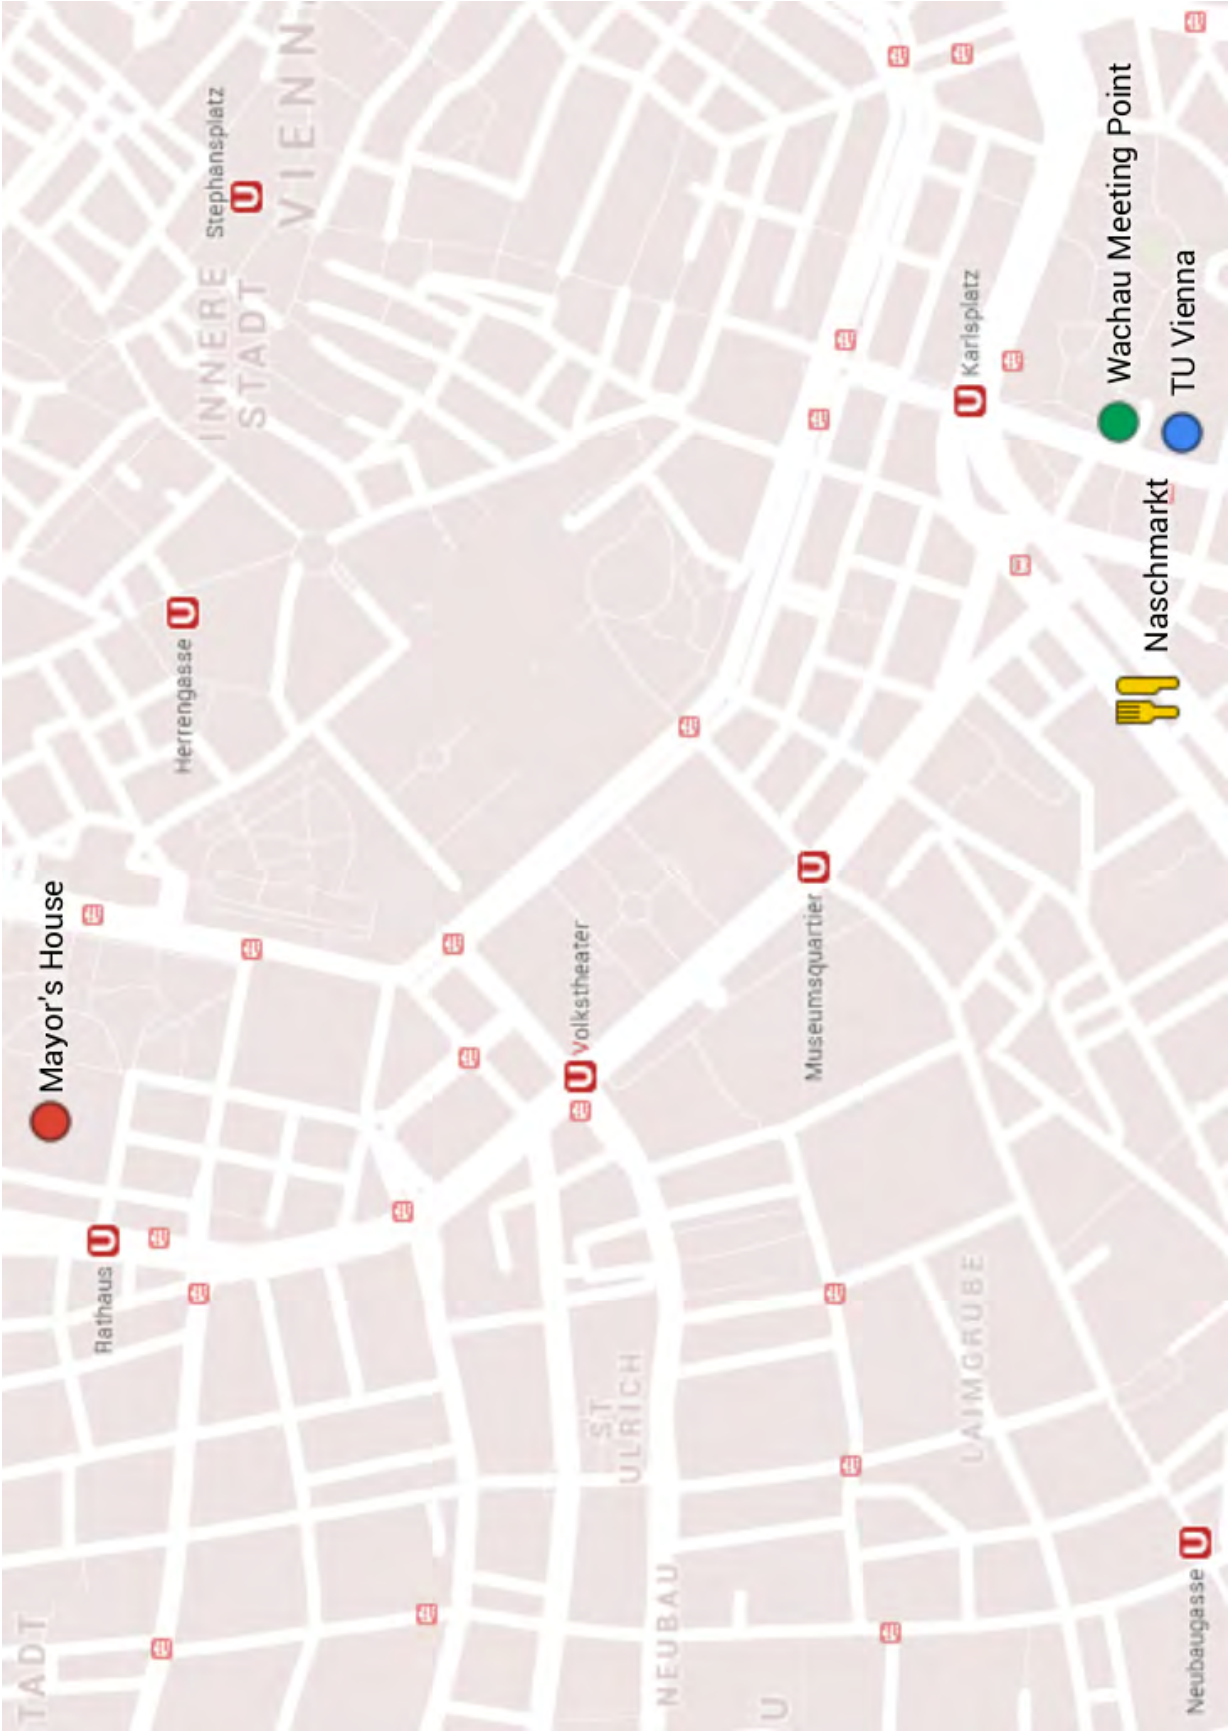 TADT
Mayor's House
Rathaus U
Herrengasse U
INNERE
STADT
Stephansplatz
U
VIENN
U Volkstheater
ST
ULRICH
NEUBAU
U
Museumsquartier U
U Karlsplatz
LAIMGRUBE
Wachau Meeting Point
Naschmarkt
TU Vienna
Neubaugasse U